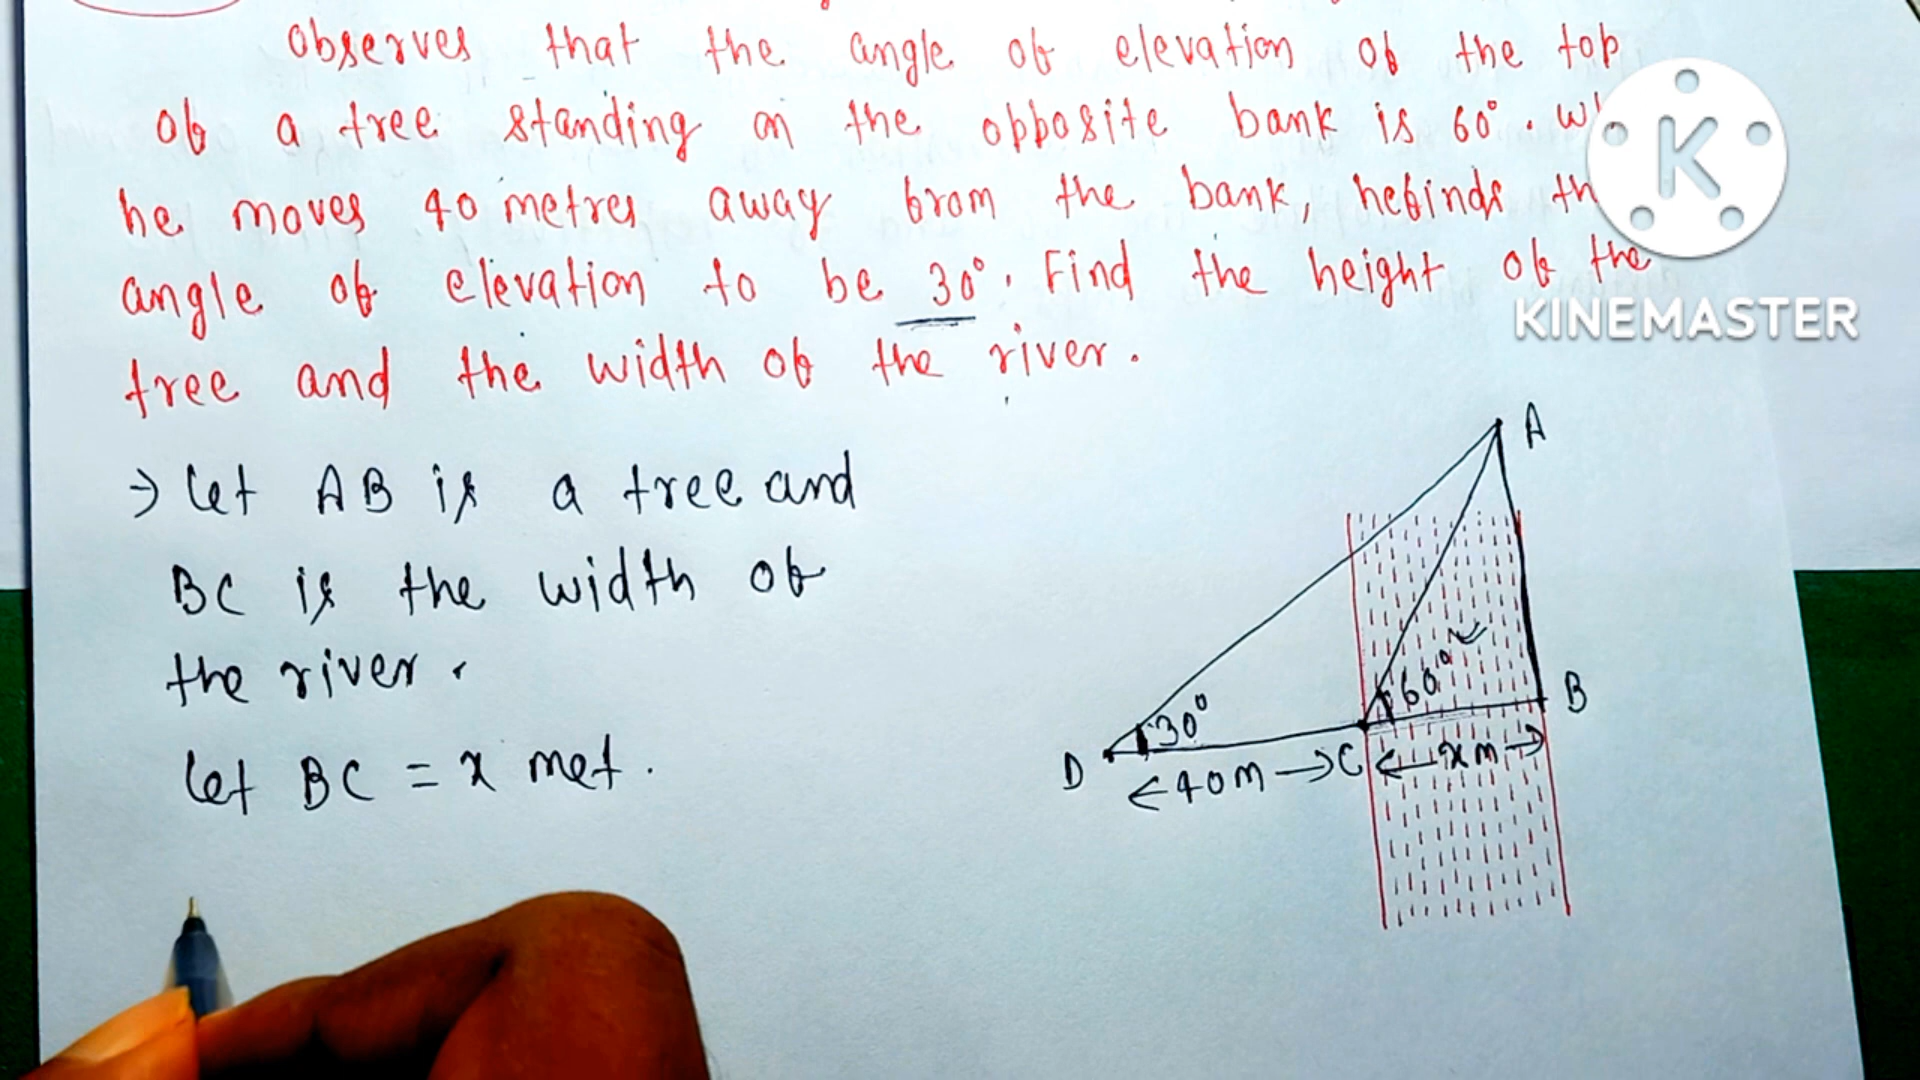 observes that the angle of elevation of the top
of a tree standing on the opposite bank is 60°.
he moves 40 metres away from the bank, he finds
angle of elevation to be 30°. Find the height of the
tree and the width of the river.
→ Let AB is a tree and
BC is the width of
the river.
Let BC = x met.
A
B
C
D
60°
30°
40m
x m
K
KINEMASTER